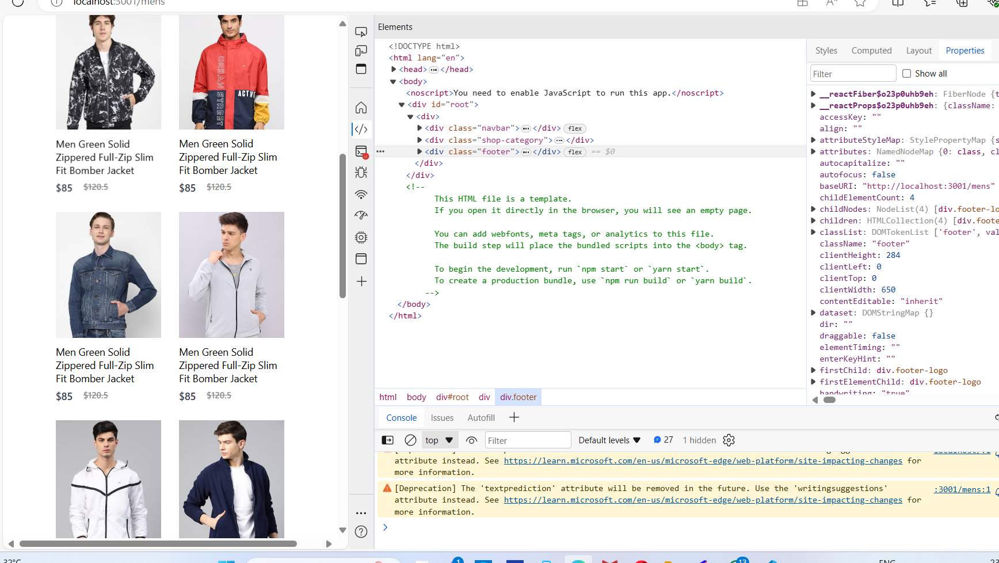 localhost:3001/mens
URBAN STREET
ACTVE
Men Green Solid
Zippered Full-Zip Slim
Fit Bomber Jacket
$85 $120.5
Men Green Solid
Zippered Full-Zip Slim
Fit Bomber Jacket
$85 $120.5
Men Green Solid
Zippered Full-Zip Slim
Fit Bomber Jacket
$85 $120.5
Men Green Solid
Zippered Full-Zip Slim
Fit Bomber Jacket
$85 $120.5
Elements
<!DOCTYPE html>
<html lang="en">
<head>…</head>
<body>
<noscript>You need to enable JavaScript to run this app.</noscript>
<div id="root">
<div>
<div class="navbar">…</div> flex
<div class="shop-category">…</div>
… <div class="footer">…</div> flex == $0
</div>
</div>
<!--
This HTML file is a template.
If you open it directly in the browser, you will see an empty page.
You can add webfonts, meta tags, or analytics to this file.
The build step will place the bundled scripts into the <body> tag.
To begin the development, run `npm start` or `yarn start`.
To create a production bundle, use `npm run build` or `yarn build`.
-->
</body>
</html>
html body div#root div div.footer
Styles Computed Layout Properties
Filter Show all
__reactFiber$o23p0uhb9eh: FiberNode {t
__reactProps$o23p0uhb9eh: {className:
accessKey: ""
align: ""
attributeStyleMap: StylePropertyMap {s
attributes: NamedNodeMap {0: class, cl
autocapitalize: ""
autofocus: false
baseURI: "http://localhost:3001/mens"
childElementCount: 4
childNodes: NodeList(4) [div.footer-lo
children: HTMLCollection(4) [div.foote
classList: DOMTokenList ['footer', val
className: "footer"
clientHeight: 284
clientLeft: 0
clientTop: 0
clientWidth: 650
contentEditable: "inherit"
dataset: DOMStringMap {}
dir: ""
draggable: false
elementTiming: ""
enterKeyHint: ""
firstChild: div.footer-logo
firstElementChild: div.footer-logo
handwriting: "true"
Console Issues Autofill
top Filter Default levels 27 1 hidden
attribute instead. See https://learn.microsoft.com/en-us/microsoft-edge/web-platform/site-impacting-changes for
more information.
[Deprecation] The 'textprediction' attribute will be removed in the future. Use the 'writingsuggestions' :3001/mens:1
attribute instead. See https://learn.microsoft.com/en-us/microsoft-edge/web-platform/site-impacting-changes for
more information.
32°C
1
13
ENG